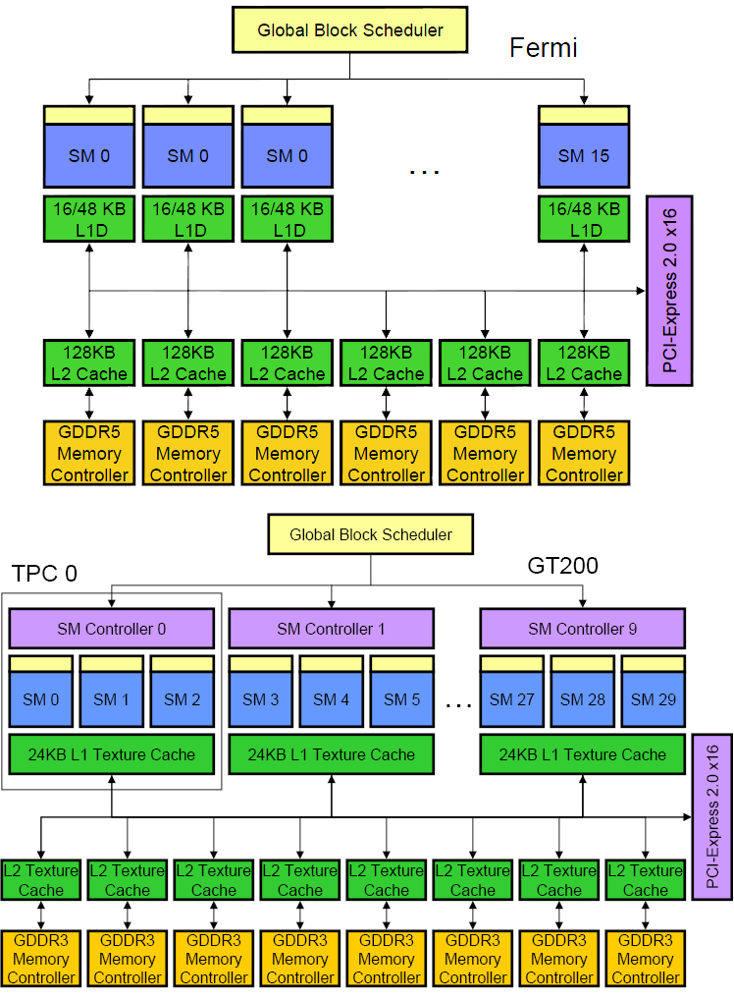 Global Block Scheduler
Fermi
SM 0
SM 0
SM 0
...
SM 15
16/48 KB
L1D
16/48 KB
L1D
16/48 KB
L1D
16/48 KB
L1D
PCI-Express 2.0 x16
128KB
L2 Cache
128KB
L2 Cache
128KB
L2 Cache
128KB
L2 Cache
128KB
L2 Cache
128KB
L2 Cache
GDDR5
Memory
Controller
GDDR5
Memory
Controller
GDDR5
Memory
Controller
GDDR5
Memory
Controller
GDDR5
Memory
Controller
GDDR5
Memory
Controller
Global Block Scheduler
TPC 0
GT200
SM Controller 0
SM Controller 1
SM Controller 9
SM 0
SM 1
SM 2
SM 3
SM 4
SM 5
...
SM 27
SM 28
SM 29
24KB L1 Texture Cache
24KB L1 Texture Cache
24KB L1 Texture Cache
PCI-Express 2.0 x16
L2 Texture
Cache
L2 Texture
Cache
L2 Texture
Cache
L2 Texture
Cache
L2 Texture
Cache
L2 Texture
Cache
L2 Texture
Cache
L2 Texture
Cache
GDDR3
Memory
Controller
GDDR3
Memory
Controller
GDDR3
Memory
Controller
GDDR3
Memory
Controller
GDDR3
Memory
Controller
GDDR3
Memory
Controller
GDDR3
Memory
Controller
GDDR3
Memory
Controller